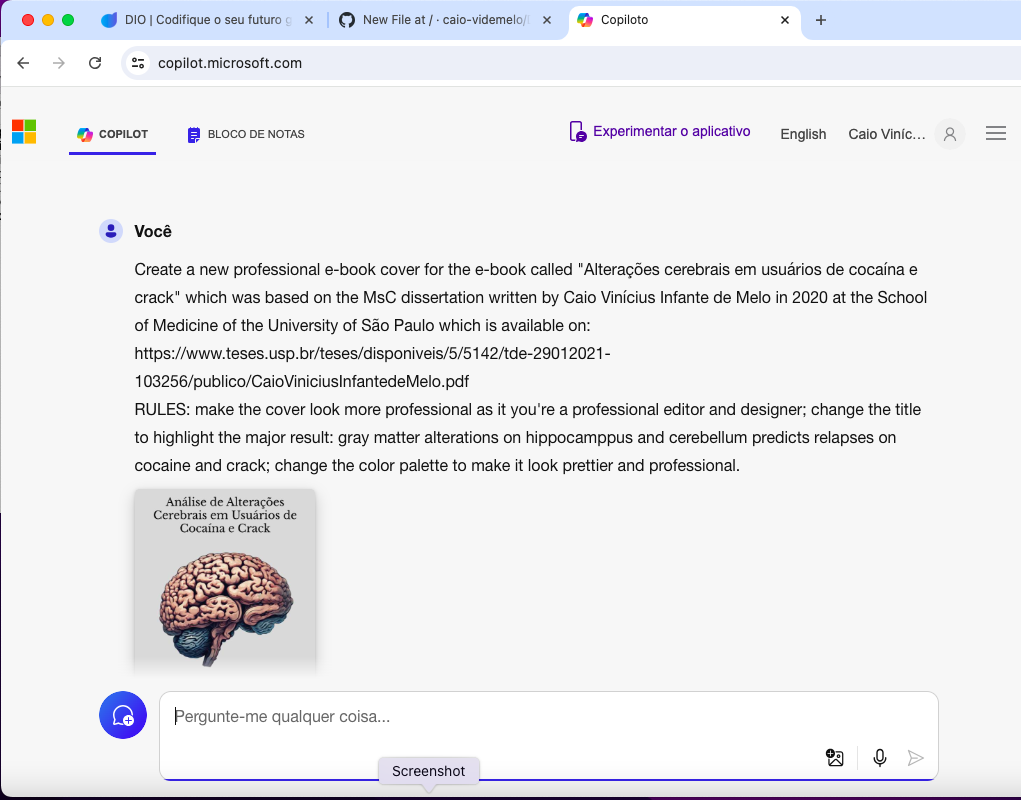 DIO | Codifique o seu futuro g
New File at / · caio-videmelo/
Copiloto
copilot.microsoft.com
COPILOT
BLOCO DE NOTAS
Experimentar o aplicativo
English
Caio Viníc...
Você
Create a new professional e-book cover for the e-book called "Alterações cerebrais em usuários de cocaína e
crack" which was based on the MsC dissertation written by Caio Vinícius Infante de Melo in 2020 at the School
of Medicine of the University of São Paulo which is available on:
https://www.teses.usp.br/teses/disponiveis/5/5142/tde-29012021-
103256/publico/CaioViniciusInfantedeMelo.pdf
RULES: make the cover look more professional as it you're a professional editor and designer; change the title
to highlight the major result: gray matter alterations on hippocamppus and cerebellum predicts relapses on
cocaine and crack; change the color palette to make it look prettier and professional.
Análise de Alterações
Cerebrais em Usuários de
Cocaína e Crack
Pergunte-me qualquer coisa...
Screenshot